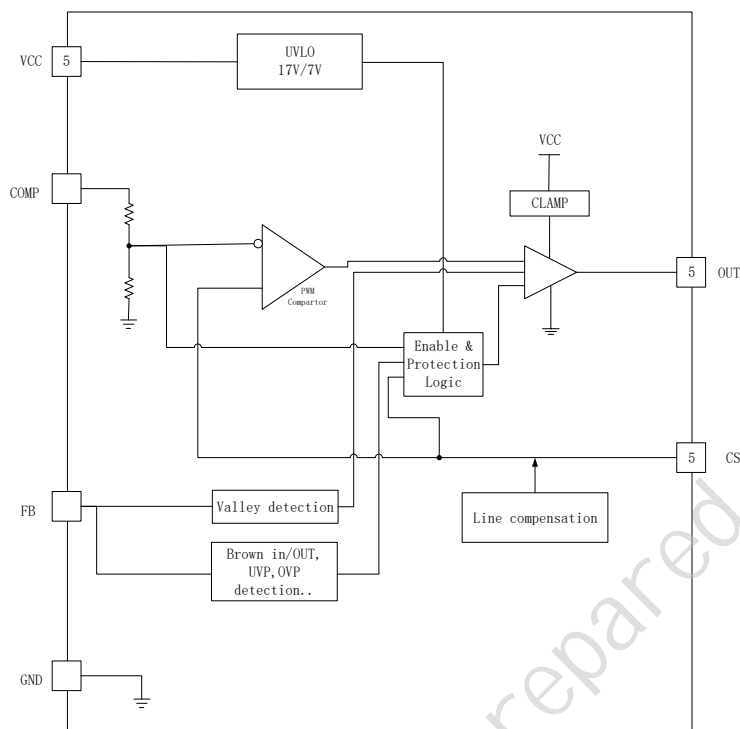 VCC
5
UVLO
17V/7V
VCC
COMP
CLAMP
PWM
Compartor
5
OUT
Enable &
Protection
Logic
5
CS
FB
Valley detection
Line compensation
Brown in/OUT,
UVP,OVP
detection..
GND
repared